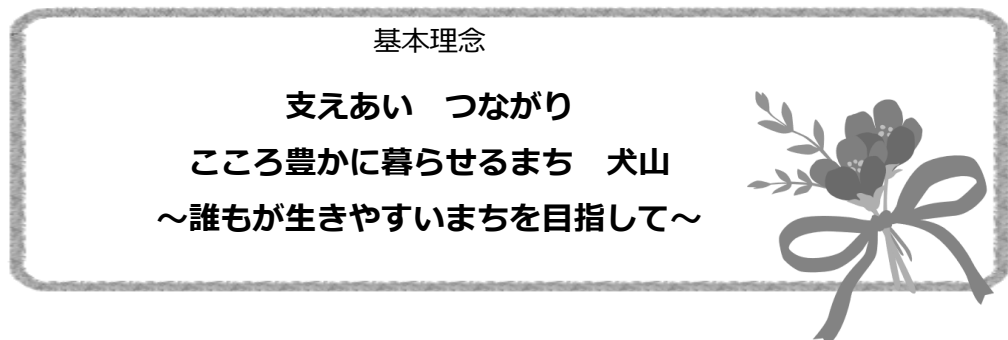 基本理念
支えあい　つながり
こころ豊かに暮らせるまち　犬山
～誰もが生きやすいまちを目指して～